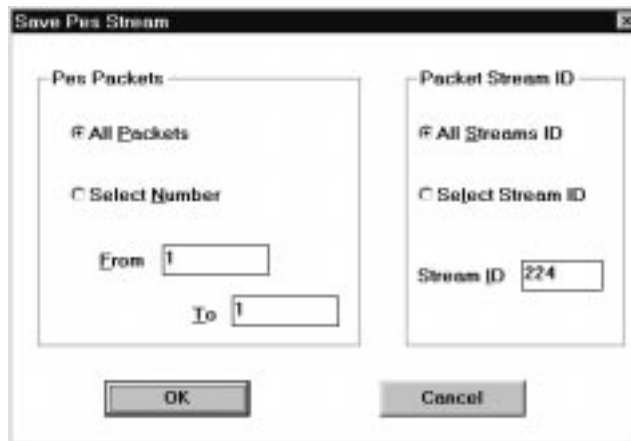 Save Pes Stream
Pes Packets
All Packets
Select Number
From 1
To 1
Packet Stream ID
All Streams ID
Select Stream ID
Stream ID 224
OK
Cancel